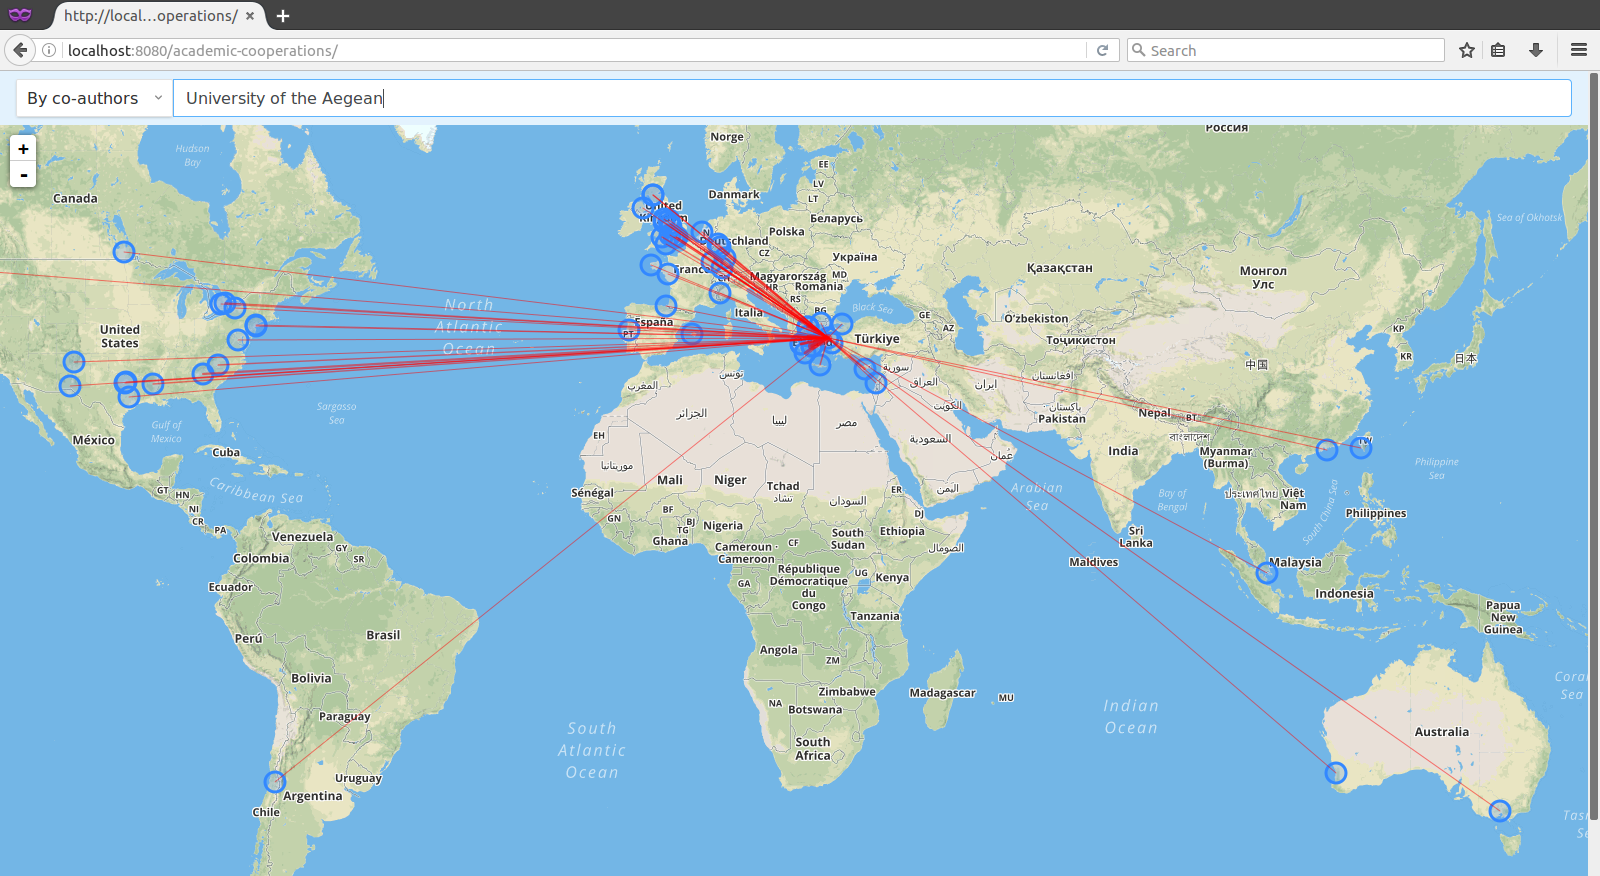 http://local...operations/
localhost:8080/academic-cooperations/
Search
By co-authors
University of the Aegean
+
-
Hudson
Bay
Canada
United
States
México
Gulf of
Mexico
Cuba
Sargasso
Sea
North
Atlantic
Ocean
Caribbean Sea
GT
HN
NI
CR
PA
Venezuela
Colombia
GY
SR
Ecuador
Perú
Brasil
Bolivia
Paraguay
Uruguay
Argentina
Chile
South
Atlantic
Ocean
Norge
Россия
EE
LV
LT
Danmark
United
Kingdom
Беларусь
Polska
Deutschland
CZ
Україна
France
CH
Magyarország
MD
HR
Romania
RS
Italia
BG
Black Sea
España
PT
Türkiye
GE
AZ
Қазақстан
Монгол
Улс
Oʻzbekiston
Тоҷикистон
Sea of Okhotsk
KP
KR
日本
中国
المغرب
تونس
الجزائر
ليبيا
مصر
سورية
العراق
ایران
افغانستان
الكويت
السعودية
عمان
اليمن
پاکستان
Pakistan
Nepal
BT
বাংলাদেশ
India
Myanmar
(Burma)
TW
Philippine
Sea
EH
موريتانيا
Mali
Niger
Tchad
تشاد
السودان
ER
Sénégal
GN
BF
BJ
TG
Ghana
Nigeria
DJ
Arabian
Sea
Bay of
Bengal
ประเทศไทย
Việt
Nam
South China Sea
Philippines
Sri
Lanka
Maldives
Cameroun -
Cameroon
CF
South
Sudan
Ethiopia
الصومال
GA
République
Démocratique
du
Congo
UG
Kenya
Tanzania
Malaysia
Indonesia
Papua
New
Guinea
Angola
ZM
Zimbabwe
NA
Botswana
Madagascar
MU
South
Africa
Indian
Ocean
Australia